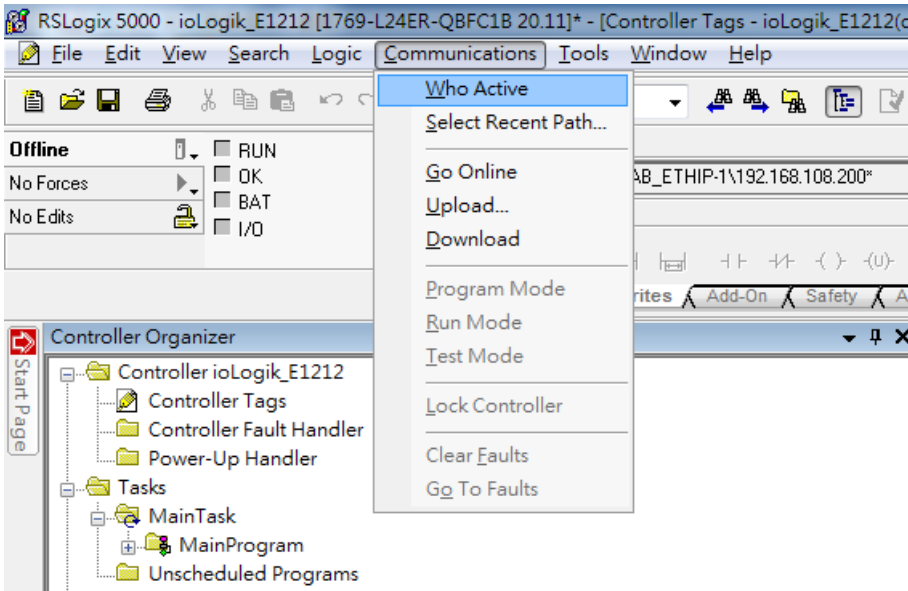 RSLogix 5000 - ioLogik_E1212 [1769-L24ER-QBFC1B 20.11]* - [Controller Tags - ioLogik_E1212(c
File Edit View Search Logic Communications Tools Window Help
Who Active
Select Recent Path...
Go Online
Upload...
Download
Program Mode
Run Mode
Test Mode
Lock Controller
Clear Faults
Go To Faults
Offline
RUN
No Forces
OK
BAT
No Edits
I/O
AB_ETHIP-1\192.168.108.200*
rites Add-On Safety A
Start Page
Controller Organizer
Controller ioLogik_E1212
Controller Tags
Controller Fault Handler
Power-Up Handler
Tasks
MainTask
MainProgram
Unscheduled Programs